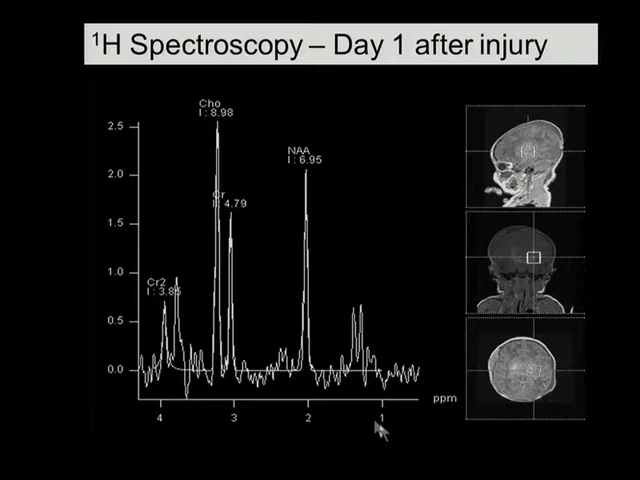 ¹H Spectroscopy – Day 1 after injury
Cho
I : 8.98
2.5
NAA
I : 6.95
2.0
Cr
I : 4.79
1.5
1.0
Cr2
I : 3.85
0.5
0.0
ppm
4 3 2 1